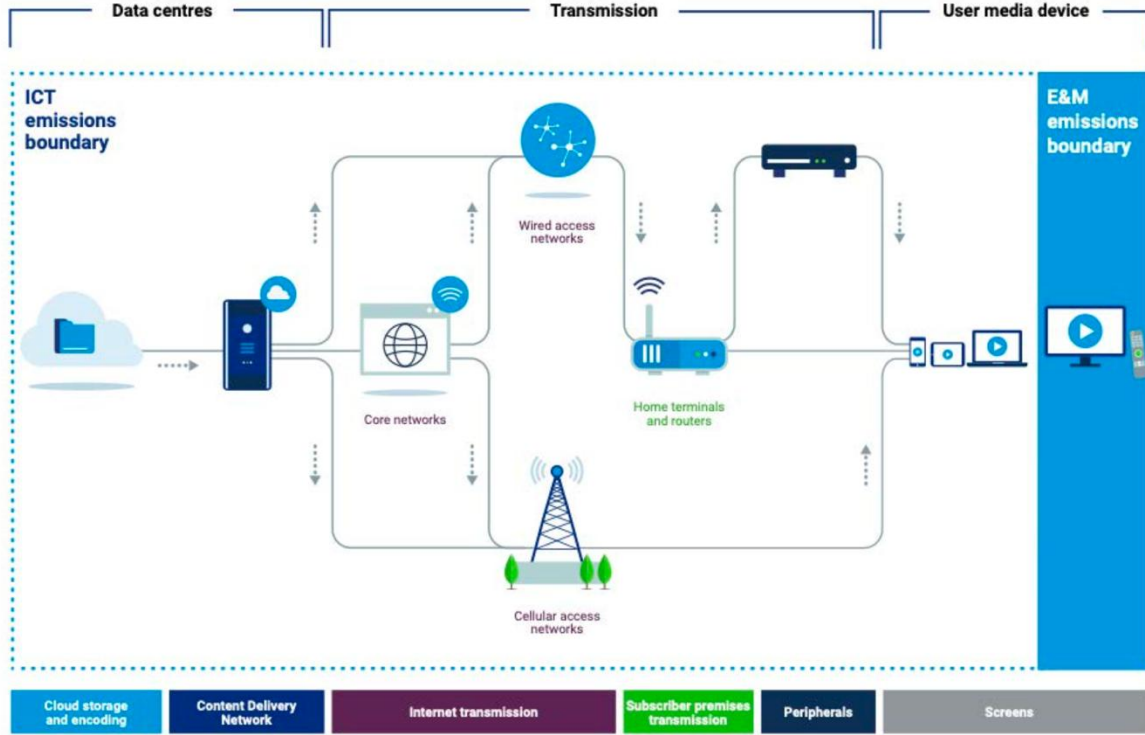 Data centres
Transmission
User media device
ICT
emissions
boundary
E&M
emissions
boundary
Wired access
networks
Core networks
Home terminals
and routers
Cellular access
networks
Cloud storage
and encoding
Content Delivery
Network
Internet transmission
Subscriber premises
transmission
Peripherals
Screens